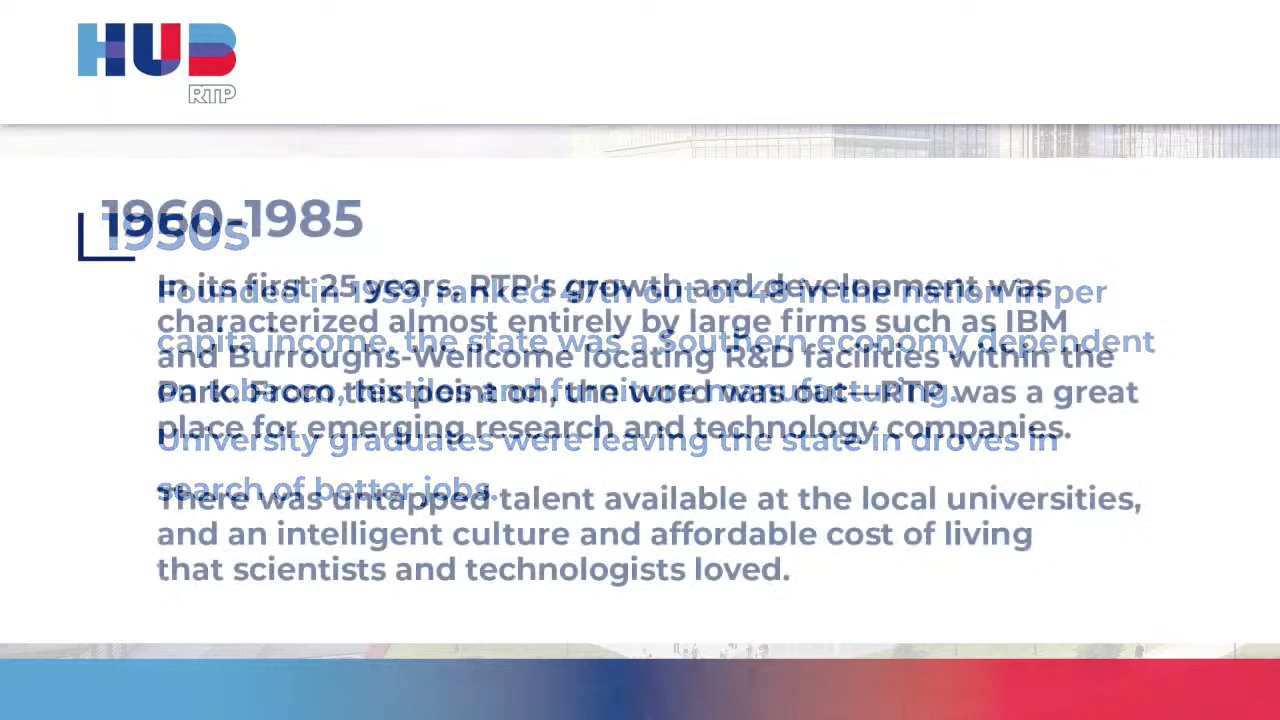 HUB
RTP
1960-1985
1950s
In its first 25 years, RTP's growth and development was
characterized almost entirely by large firms such as IBM
and Burroughs-Wellcome locating R&D facilities within the
Park. From this point on, the word was out—RTP was a great
place for emerging research and technology companies.
There was untapped talent available at the local universities,
and an intelligent culture and affordable cost of living
that scientists and technologists loved.
Founded in 1959, ranked 47th out of 48 in the nation in per
capita income, the state was a Southern economy dependent
on tobacco, textiles and furniture manufacturing.
University graduates were leaving the state in droves in
search of better jobs.